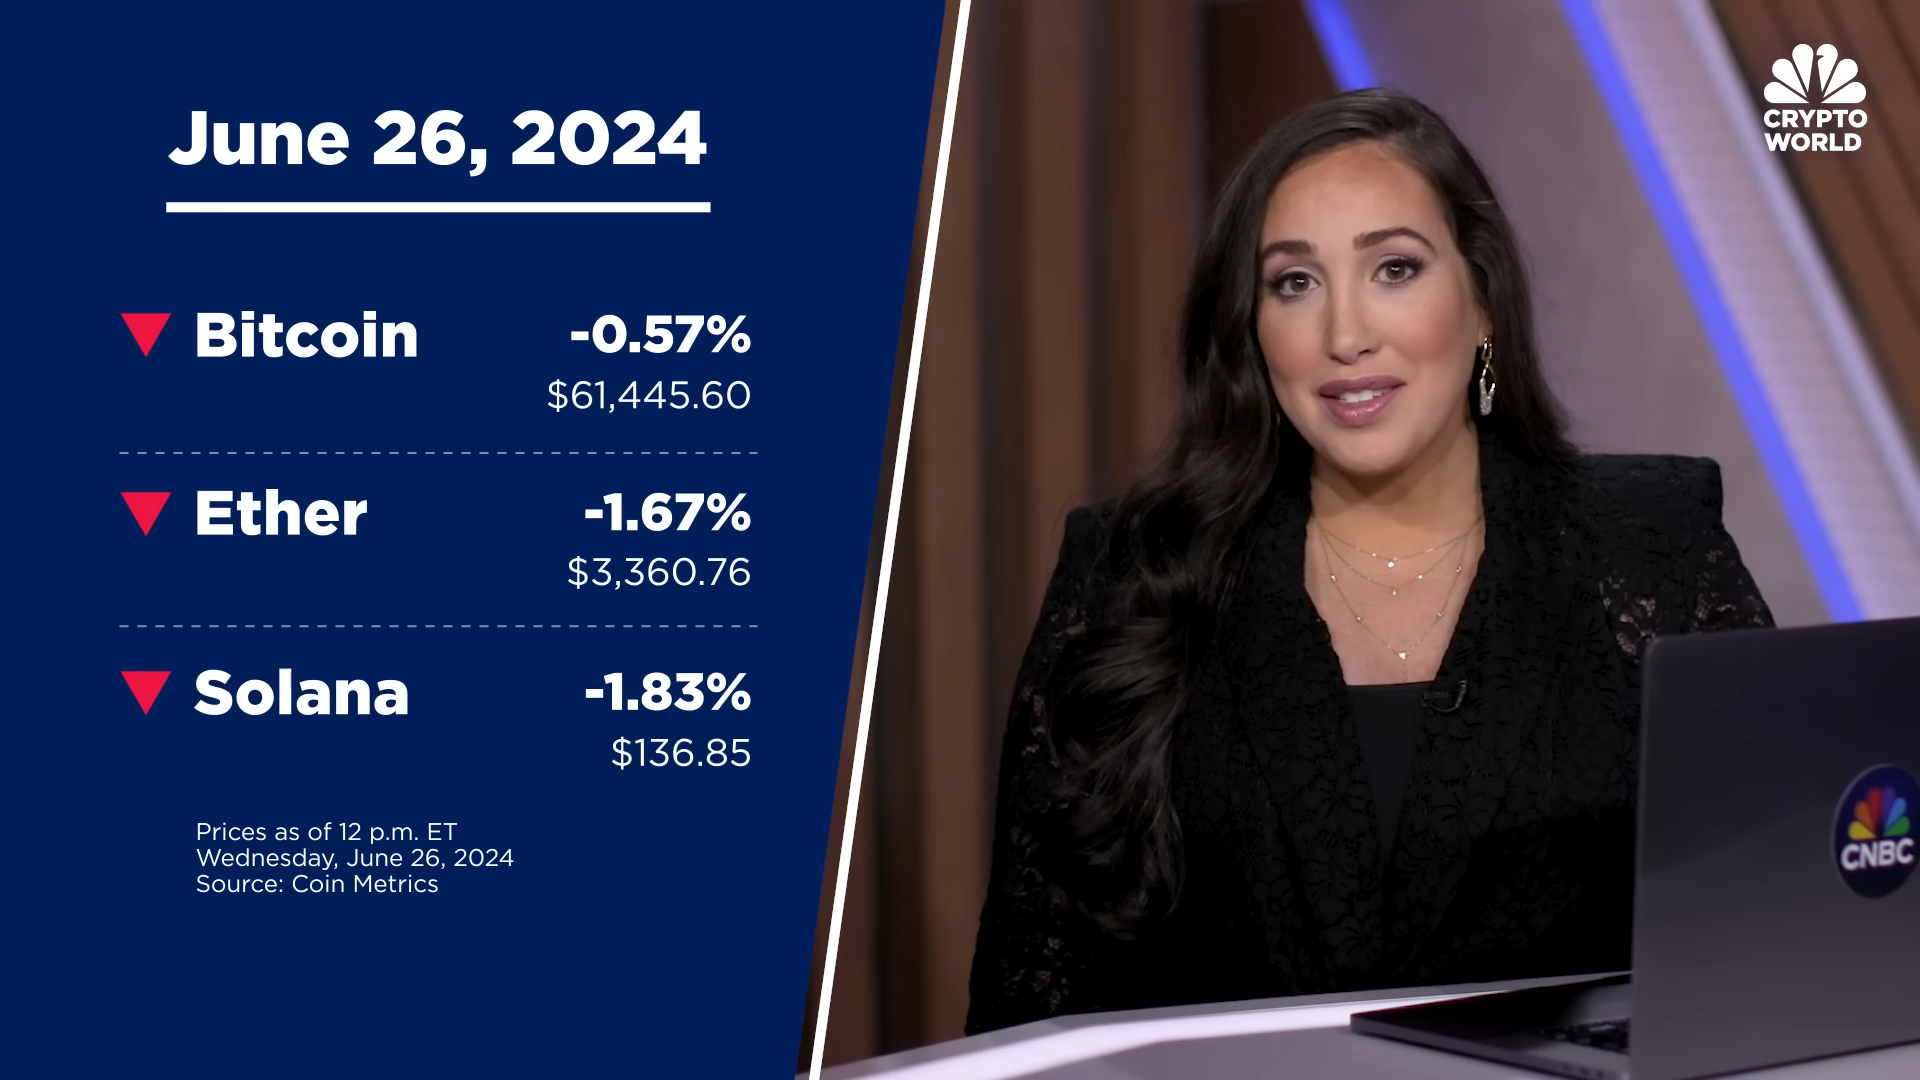 June 26, 2024
Bitcoin -0.57%
$61,445.60
Ether -1.67%
$3,360.76
Solana -1.83%
$136.85
Prices as of 12 p.m. ET
Wednesday, June 26, 2024
Source: Coin Metrics
CRYPTO
WORLD
CNBC